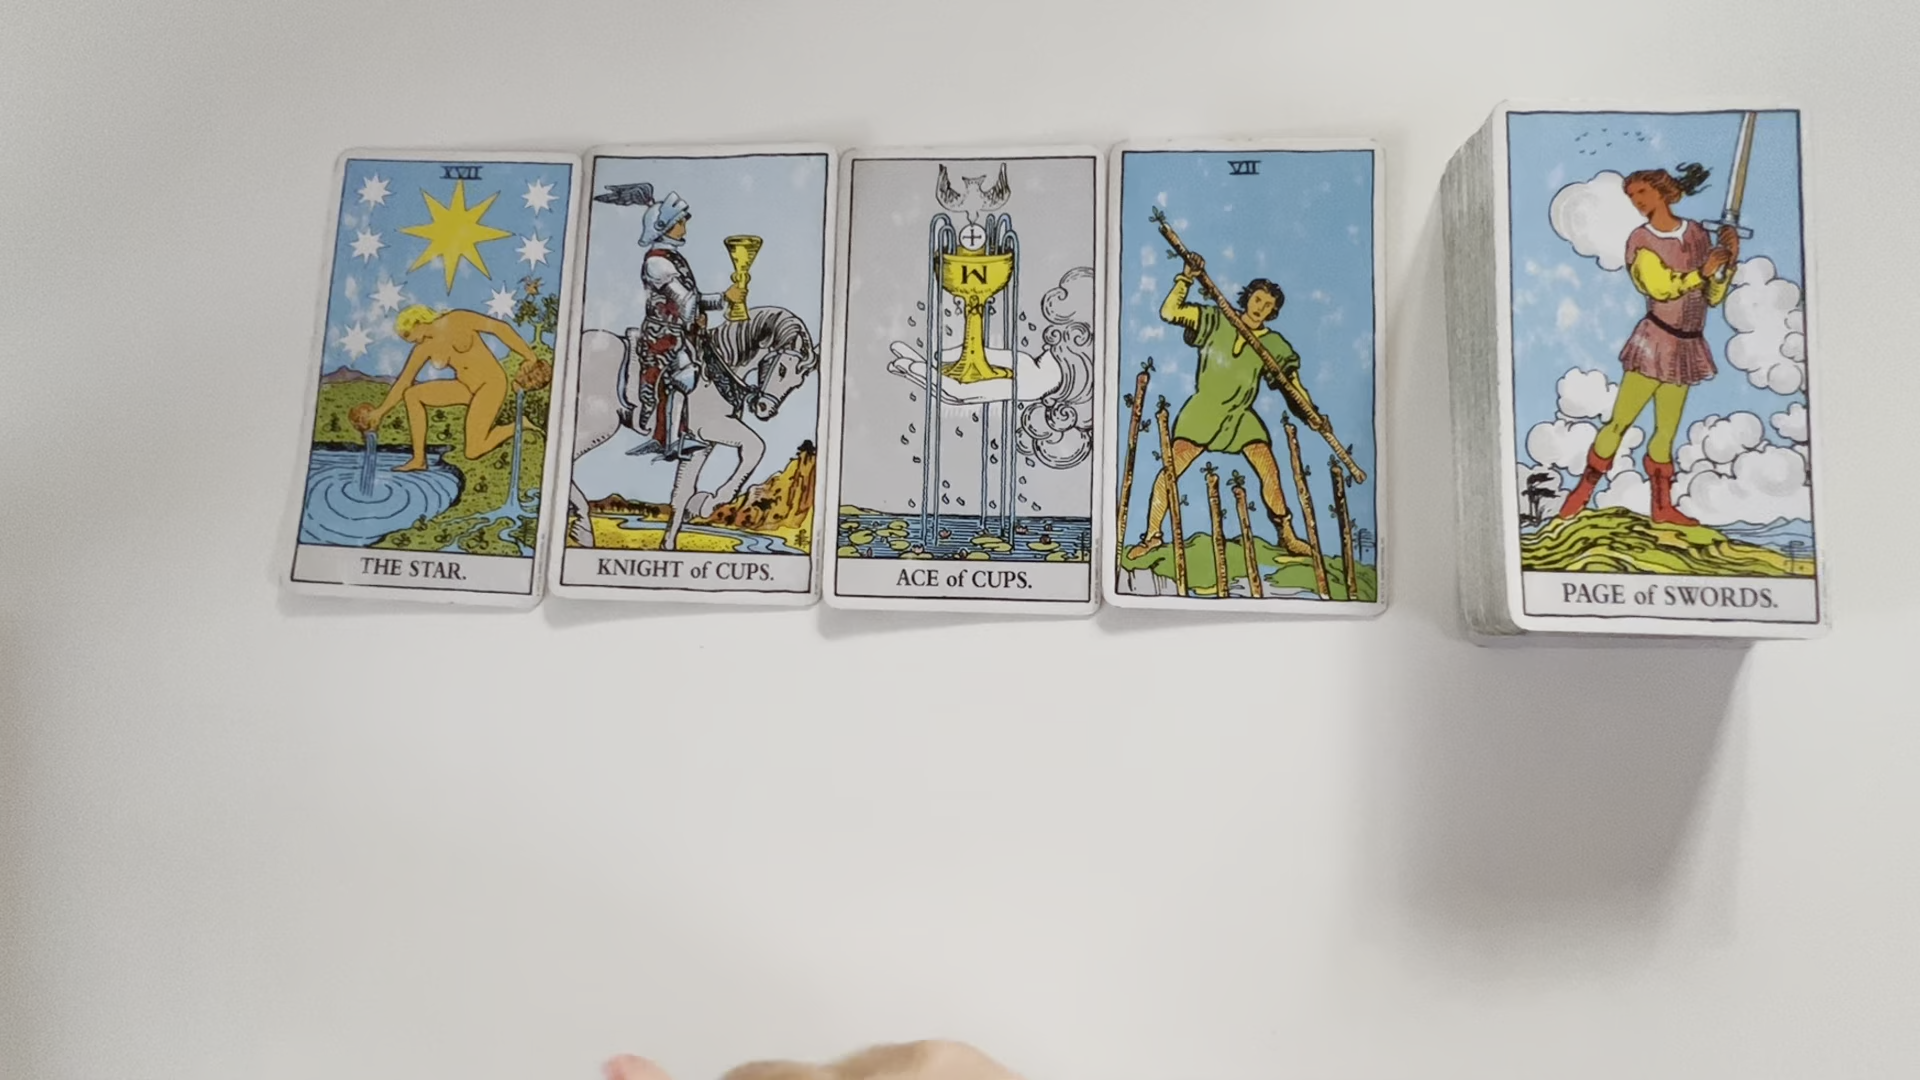 XVII
THE STAR.
KNIGHT of CUPS.
W
ACE of CUPS.
VII
PAGE of SWORDS.